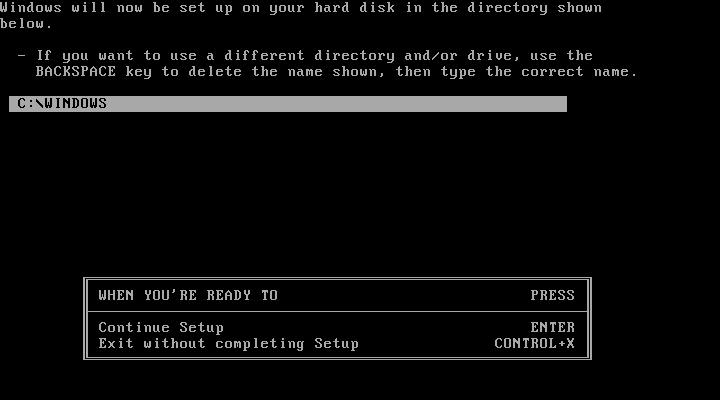 Windows will now be set up on your hard disk in the directory shown
below.
- If you want to use a different directory and/or drive, use the
BACKSPACE key to delete the name shown, then type the correct name.
C:\WINDOWS
WHEN YOU'RE READY TO PRESS
Continue Setup ENTER
Exit without completing Setup CONTROL+X